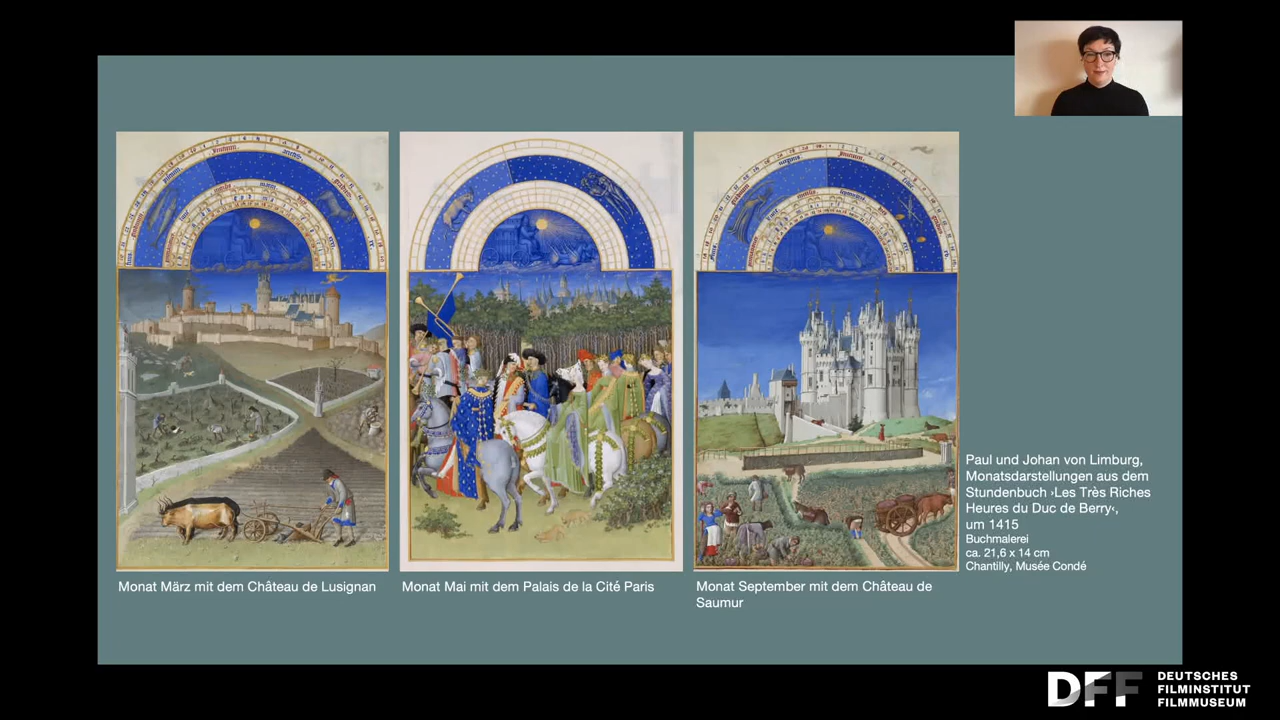 Monat März mit dem Château de Lusignan
Monat Mai mit dem Palais de la Cité Paris
Monat September mit dem Château de
Saumur
Paul und Johan von Limburg,
Monatsdarstellungen aus dem
Stundenbuch ›Les Très Riches
Heures du Duc de Berry‹,
um 1415
Buchmalerei
ca. 21,6 x 14 cm
Chantilly, Musée Condé
DFF
DEUTSCHES
FILMINSTITUT
FILMMUSEUM